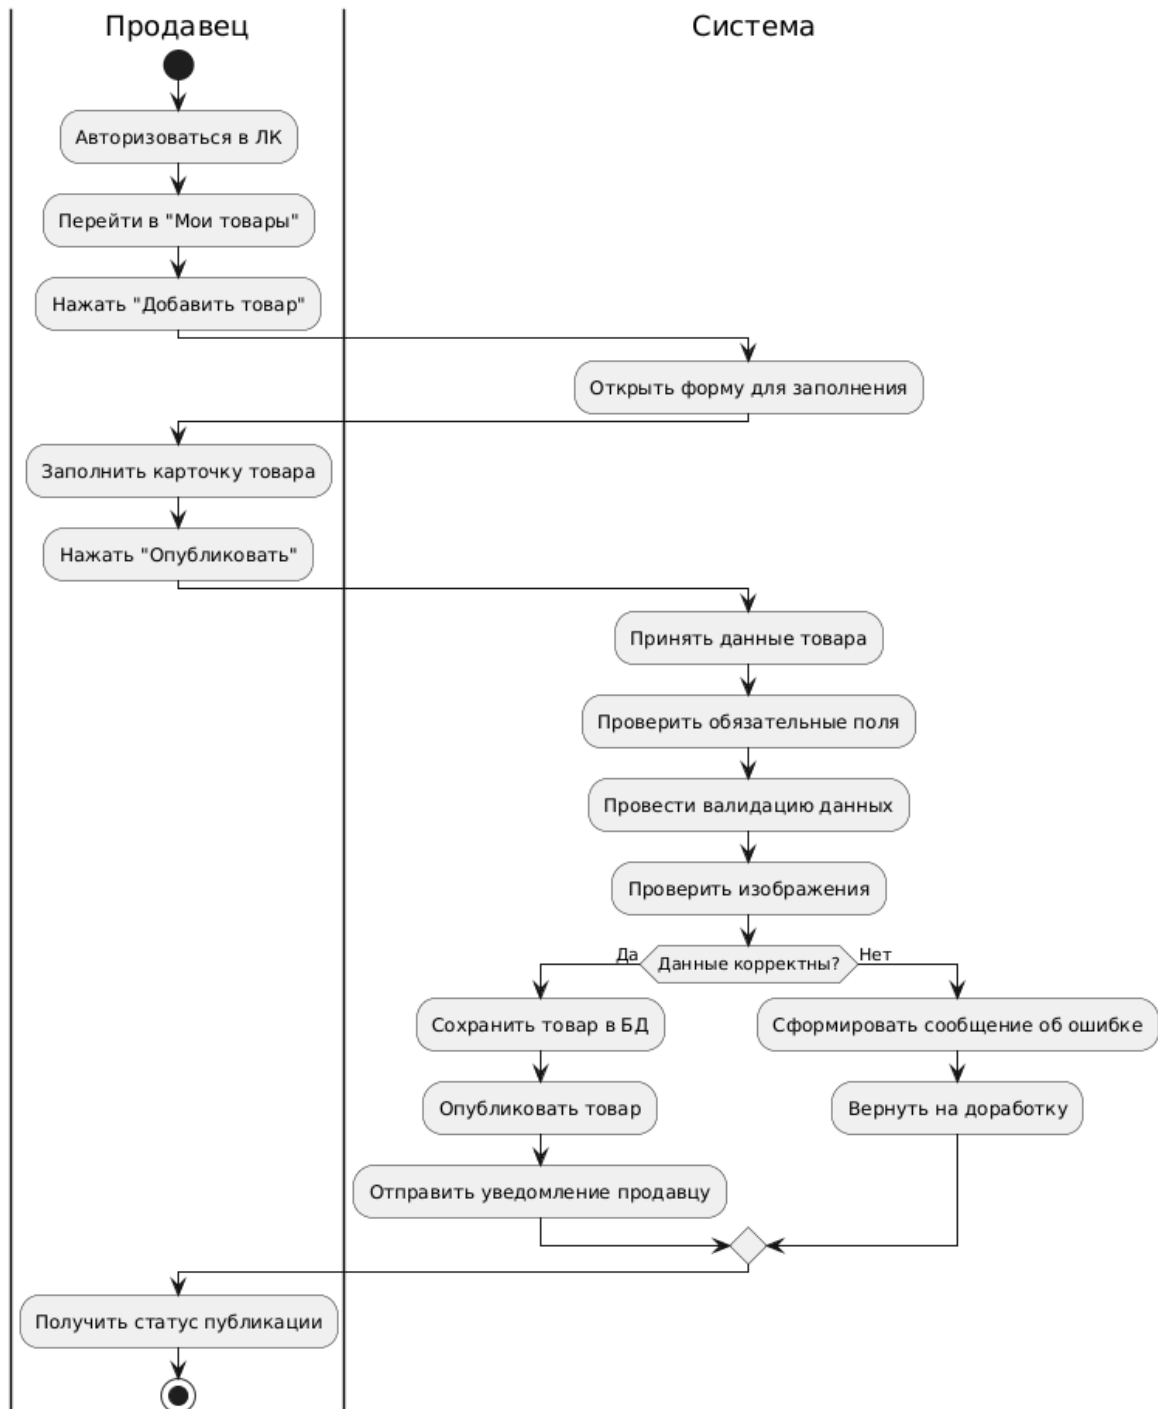 Продавец
Система
Авторизоваться в ЛК
Перейти в "Мои товары"
Нажать "Добавить товар"
Открыть форму для заполнения
Заполнить карточку товара
Нажать "Опубликовать"
Принять данные товара
Проверить обязательные поля
Провести валидацию данных
Проверить изображения
Да
Данные корректны?
Нет
Сохранить товар в БД
Сформировать сообщение об ошибке
Опубликовать товар
Вернуть на доработку
Отправить уведомление продавцу
Получить статус публикации